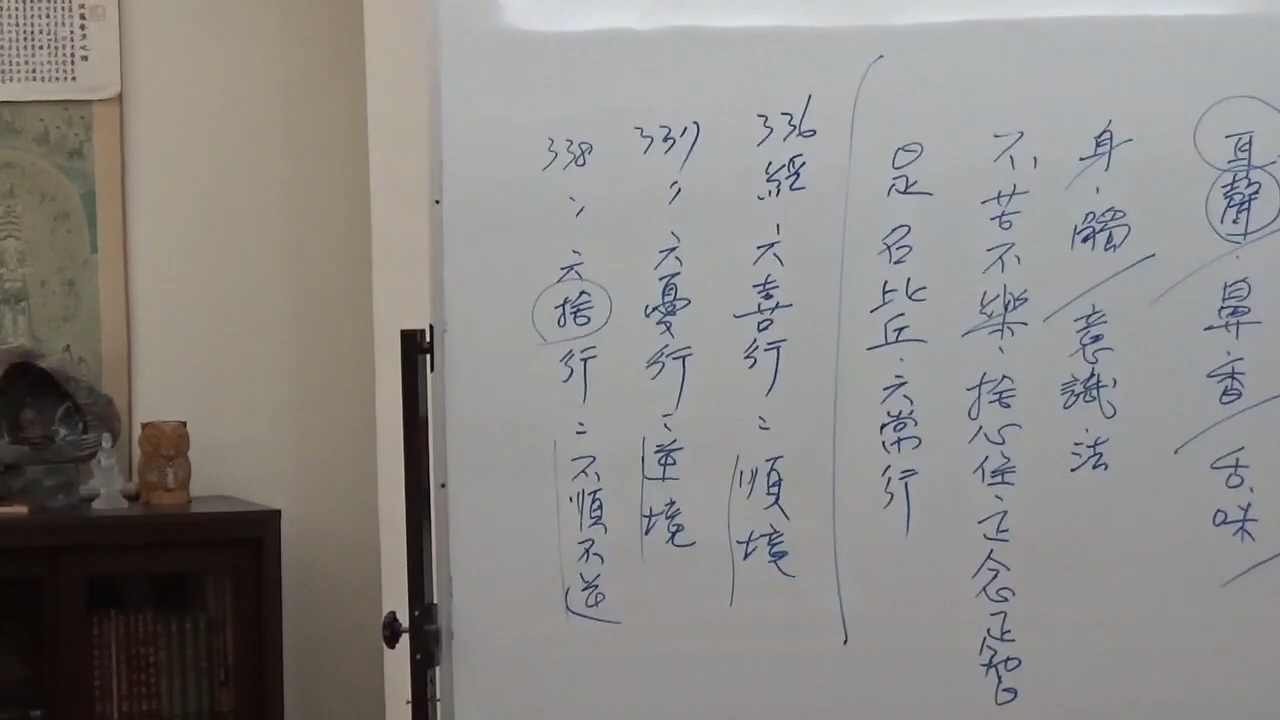 耳聲·鼻香舌味
身·觸/意識法
不苦不樂、捨心住正念正智
是名比丘·六常行
336經、六喜行:順境
337〃六憂行:逆境
338〃六捨行:不順不逆